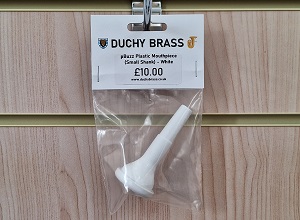 DUCHY BRASS
pBuzz Plastic Mouthpiece
(Small Shank) - White
£10.00
www.duchybrass.co.uk